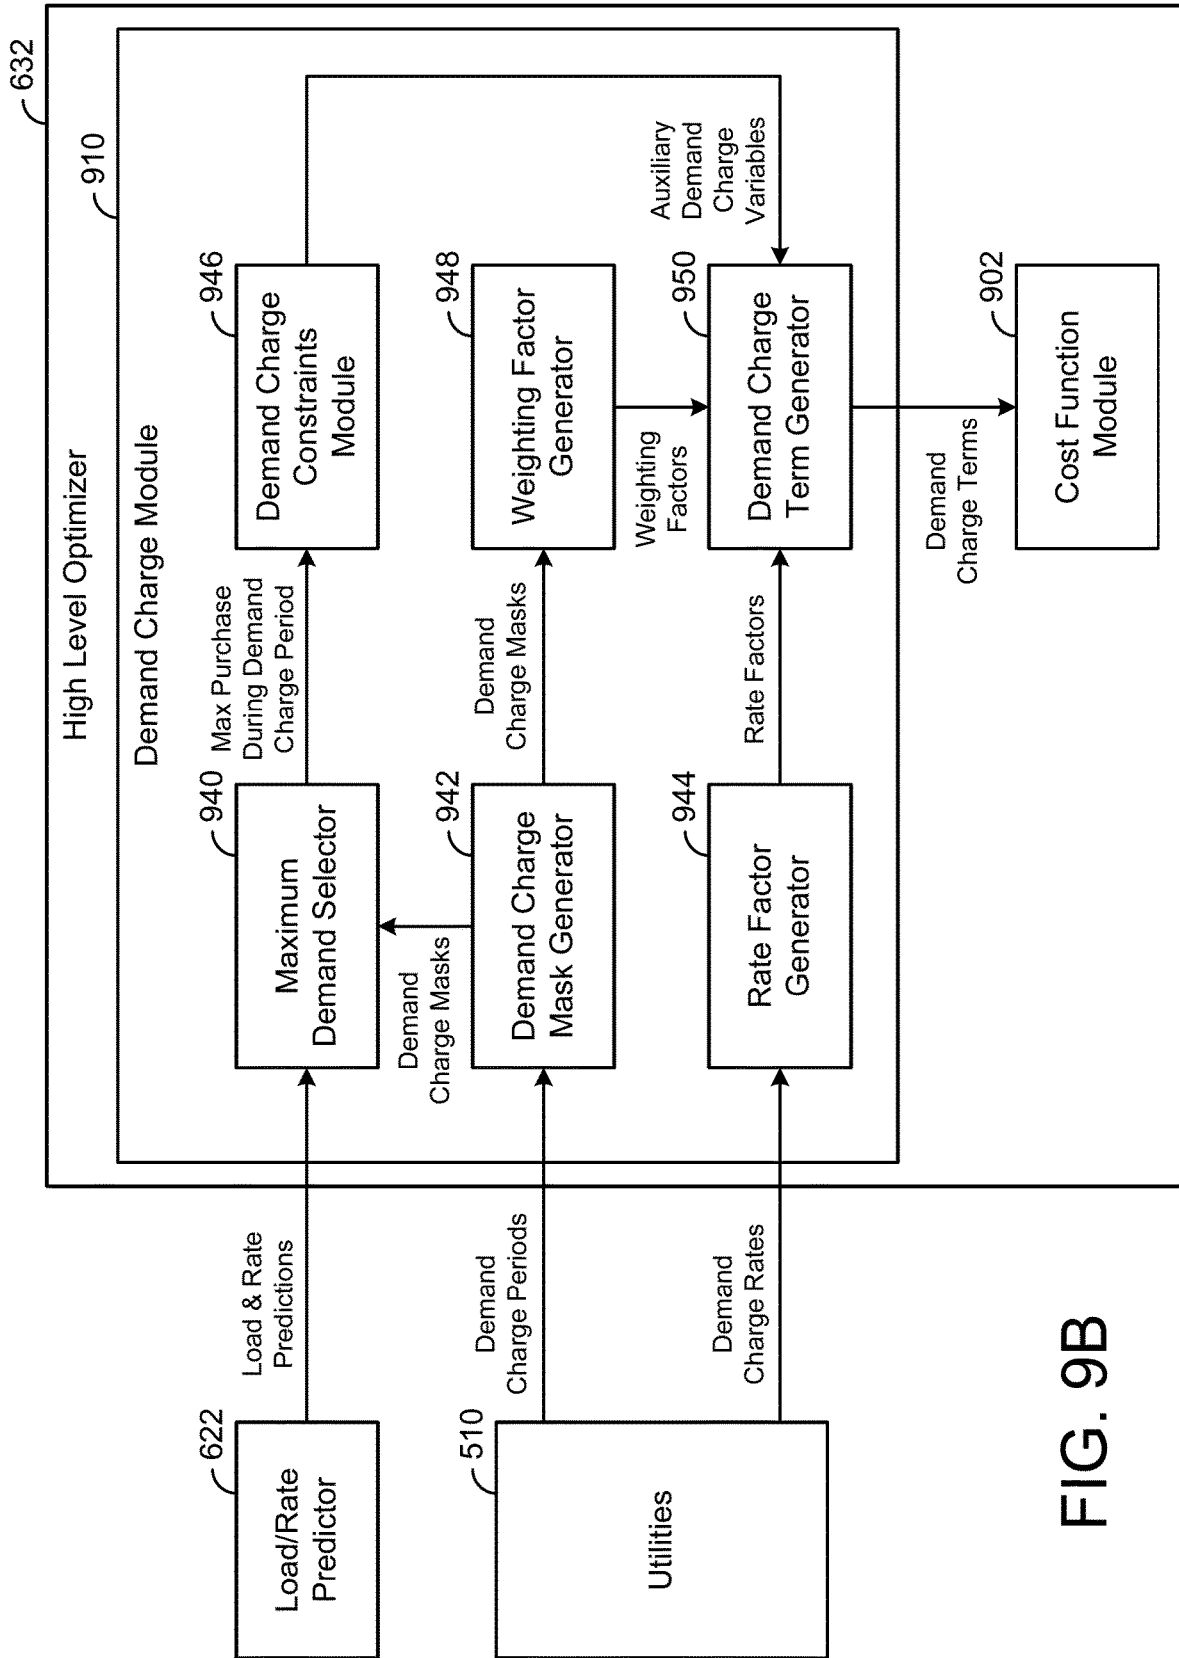 632
High Level Optimizer
910
Demand Charge Module
622
Load/Rate
Predictor
Load & Rate
Predictions
940
Maximum
Demand Selector
Max Purchase
During Demand
Charge Period
946
Demand Charge
Constraints
Module
Demand
Charge Masks
510
Utilities
Demand
Charge Periods
942
Demand Charge
Mask Generator
Demand
Charge Masks
948
Weighting Factor
Generator
Auxiliary
Demand
Charge
Variables
Weighting
Factors
Demand
Charge Rates
944
Rate Factor
Generator
Rate Factors
950
Demand Charge
Term Generator
Demand
Charge Terms
902
Cost Function
Module
FIG. 9B